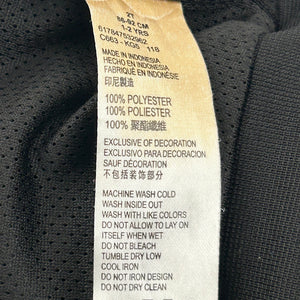 2T
86-92 CM
1-2 YRS
617847632962
C663 - KG5 118
MADE IN INDONESIA
HECHO EN INDONESIA
FABRIQUÉ EN INDONÉSIE
印尼製造
100% POLYESTER
100% POLIESTER
100% 聚酯纖維
EXCLUSIVE OF DECORATION
EXCLUSIVO PARA DECORACION
SAUF DÉCORATION
不包括装飾部分
MACHINE WASH COLD
WASH INSIDE OUT
WASH WITH LIKE COLORS
DO NOT ALLOW TO LAY ON
ITSELF WHEN WET
DO NOT BLEACH
TUMBLE DRY LOW
COOL IRON
DO NOT IRON DESIGN
DO NOT DRY CLEAN